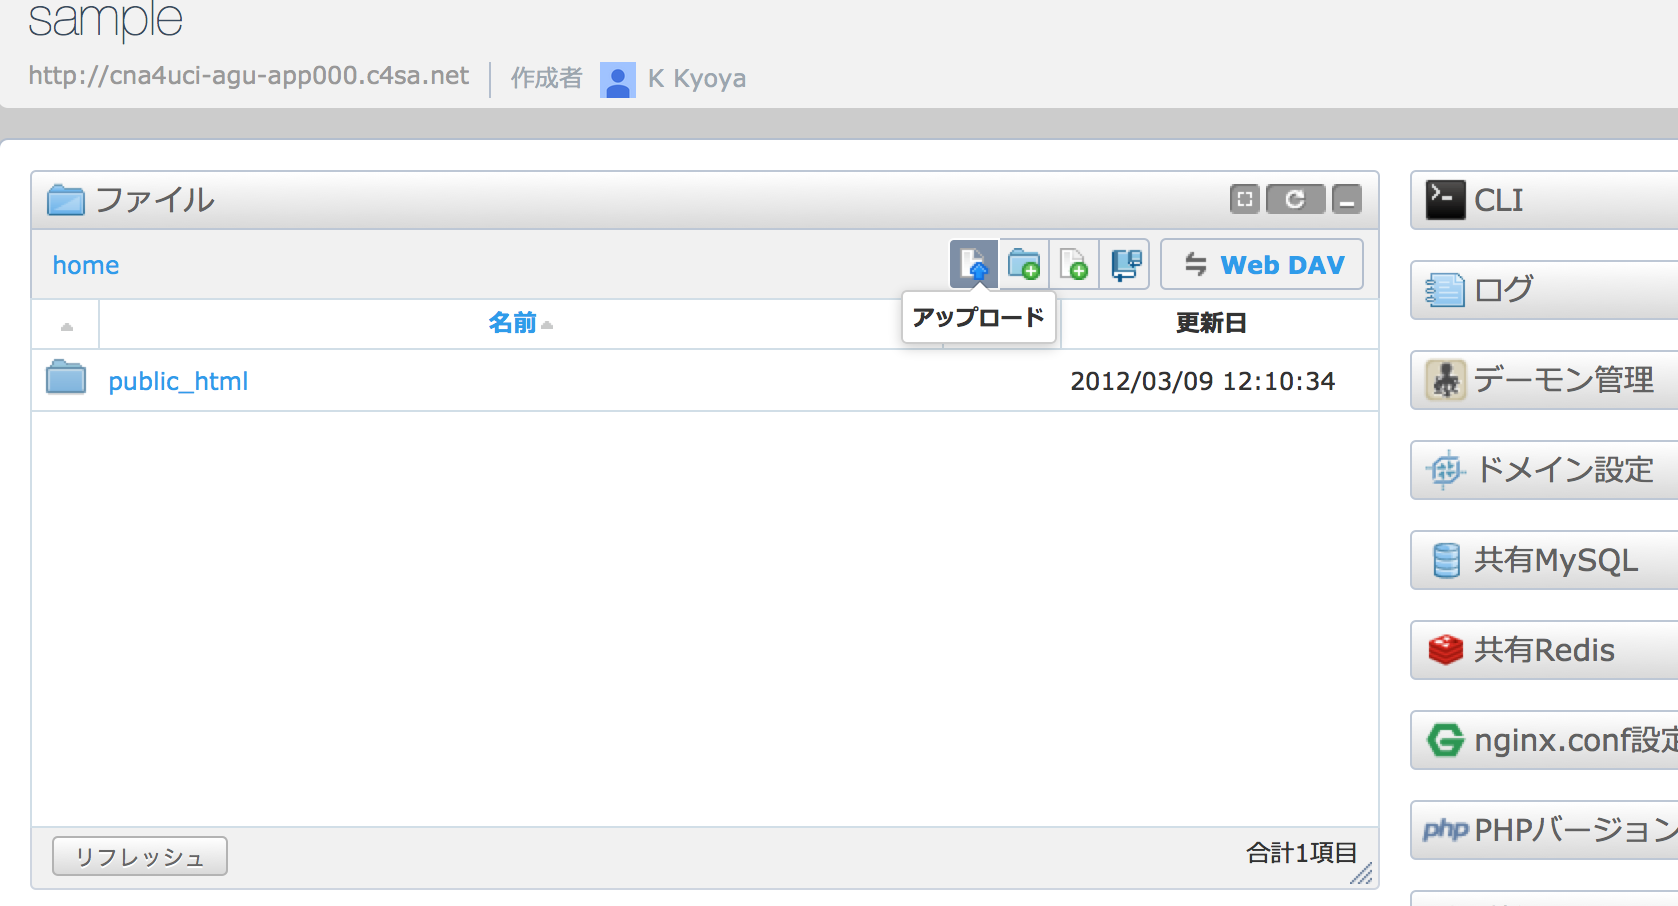 sample
http://cna4uci-agu-app000.c4sa.net 作成者 K Kyoya
ファイル
home
Web DAV
アップロード
名前
更新日
public_html
2012/03/09 12:10:34
リフレッシュ
合計1項目
CLI
ログ
デーモン管理
ドメイン設定
共有MySQL
共有Redis
nginx.conf設定
php PHPバージョン